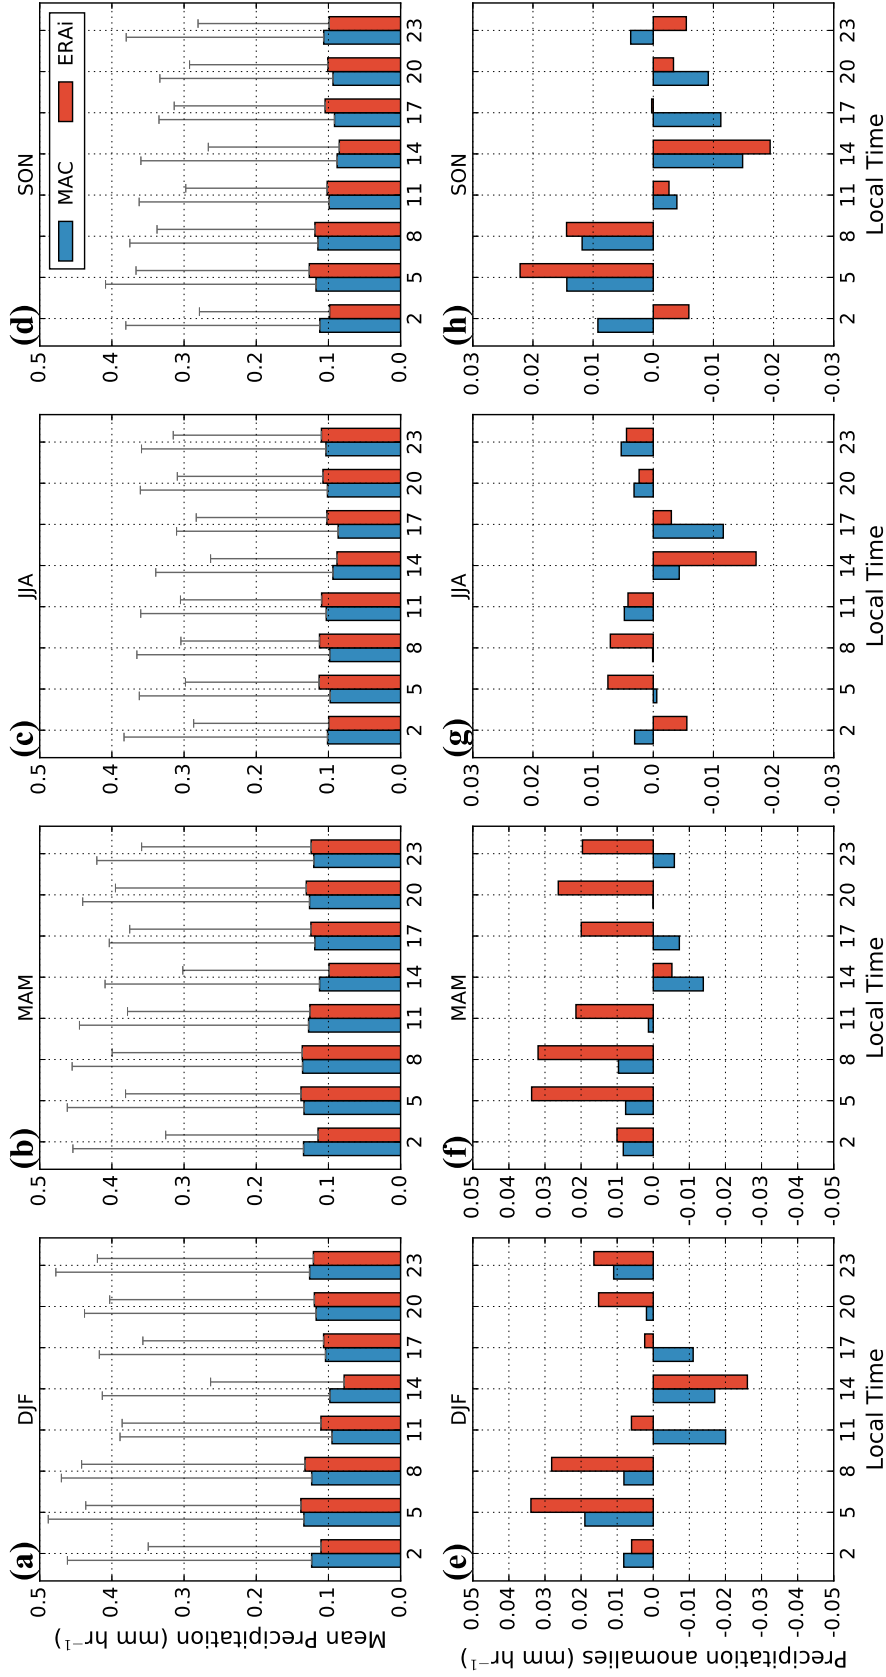 DJF
MAM
JJA
SON
(a)
(b)
(c)
(d)
MAC
ERAi
Mean Precipitation (mm hr⁻¹)
0.5
0.4
0.3
0.2
0.1
0.0
2 5 8 11 14 17 20 23
0.5
0.4
0.3
0.2
0.1
0.0
2 5 8 11 14 17 20 23
0.5
0.4
0.3
0.2
0.1
0.0
2 5 8 11 14 17 20 23
0.5
0.4
0.3
0.2
0.1
0.0
2 5 8 11 14 17 20 23
DJF
MAM
JJA
SON
(e)
(f)
(g)
(h)
Precipitation anomalies (mm hr⁻¹)
0.05
0.04
0.03
0.02
0.01
0.0
-0.01
-0.02
-0.03
-0.04
-0.05
2 5 8 11 14 17 20 23
Local Time
0.05
0.04
0.03
0.02
0.01
0.0
-0.01
-0.02
-0.03
-0.04
-0.05
2 5 8 11 14 17 20 23
Local Time
0.03
0.02
0.01
0.0
-0.01
-0.02
-0.03
2 5 8 11 14 17 20 23
Local Time
0.03
0.02
0.01
0.0
-0.01
-0.02
-0.03
2 5 8 11 14 17 20 23
Local Time